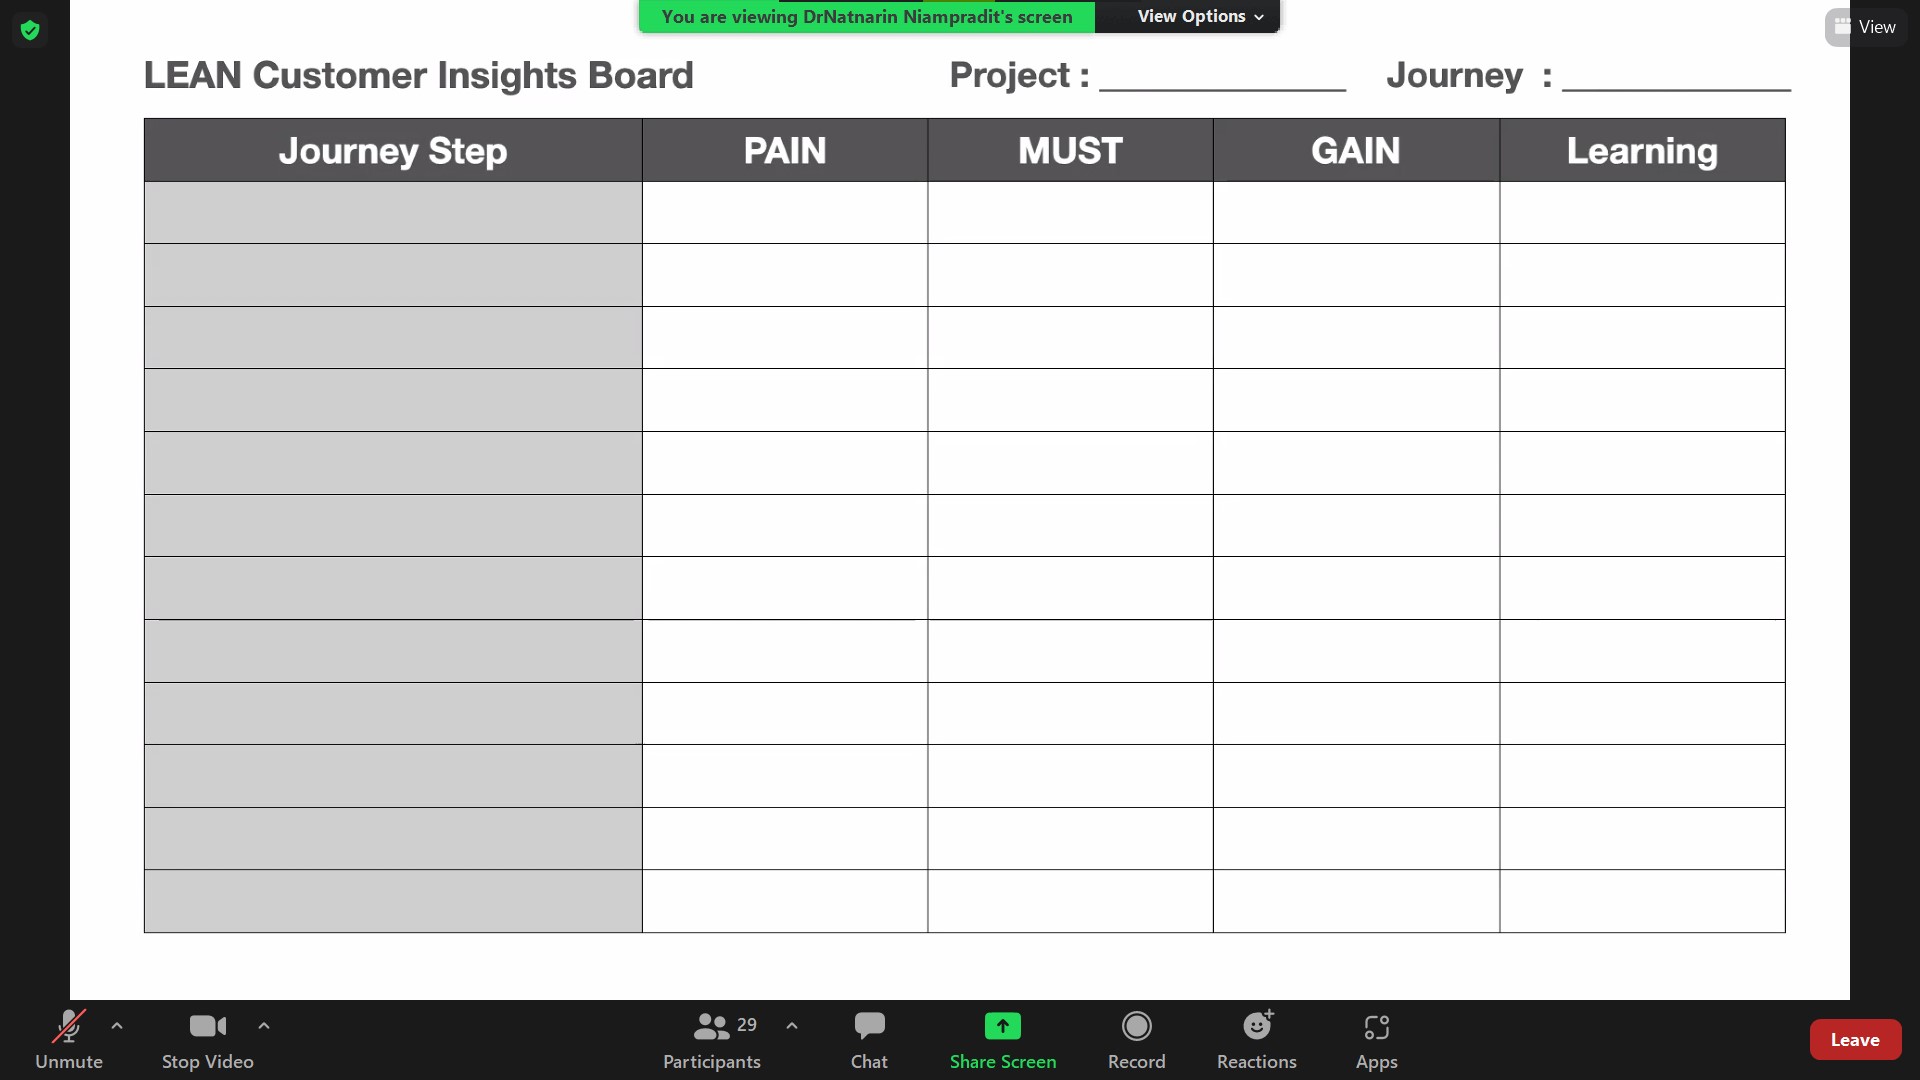 You are viewing DrNatnarin Niampradit's screen
View Options
View
LEAN Customer Insights Board
Project : ____________
Journey : ___________
Journey Step
PAIN
MUST
GAIN
Learning
Unmute
Stop Video
29
Participants
Chat
Share Screen
Record
Reactions
Apps
Leave